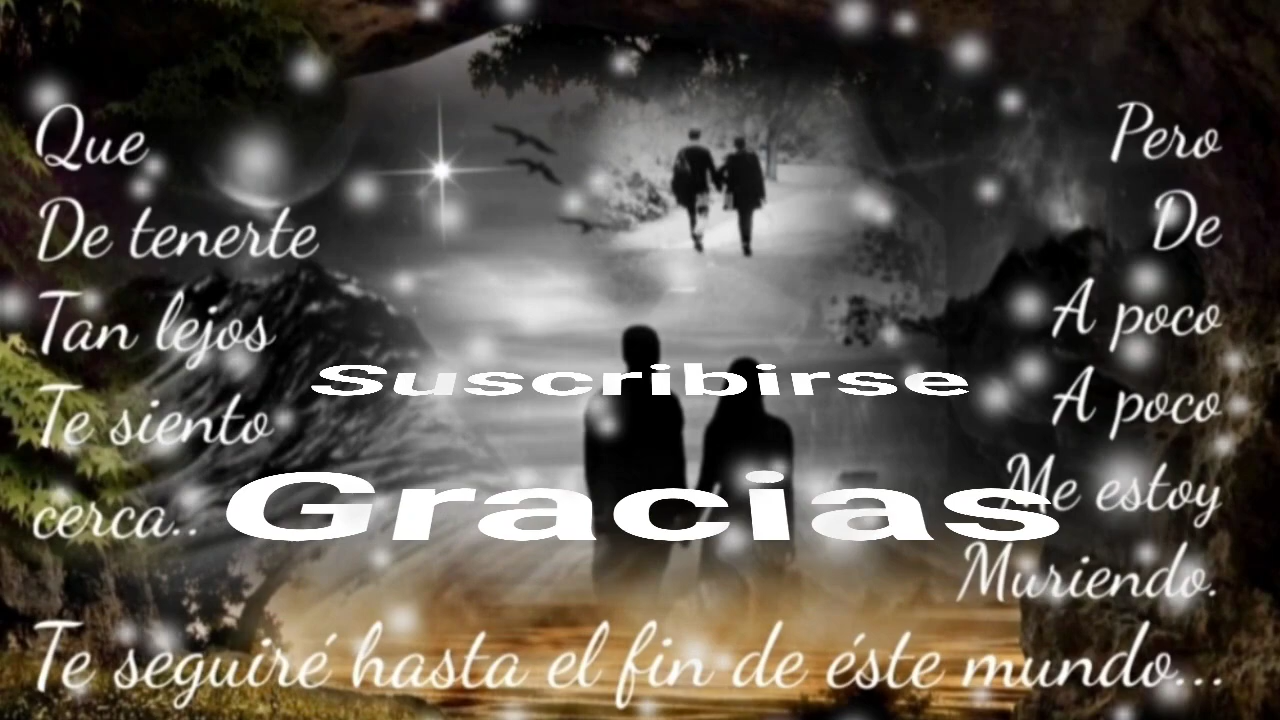 Que
De tenerte
Tan lejos
Te siento
cerca..
Pero
De
A poco
A poco
Me estoy
Muriendo.
Suscribirse
Gracias
Te seguiré hasta el fin de éste mundo...